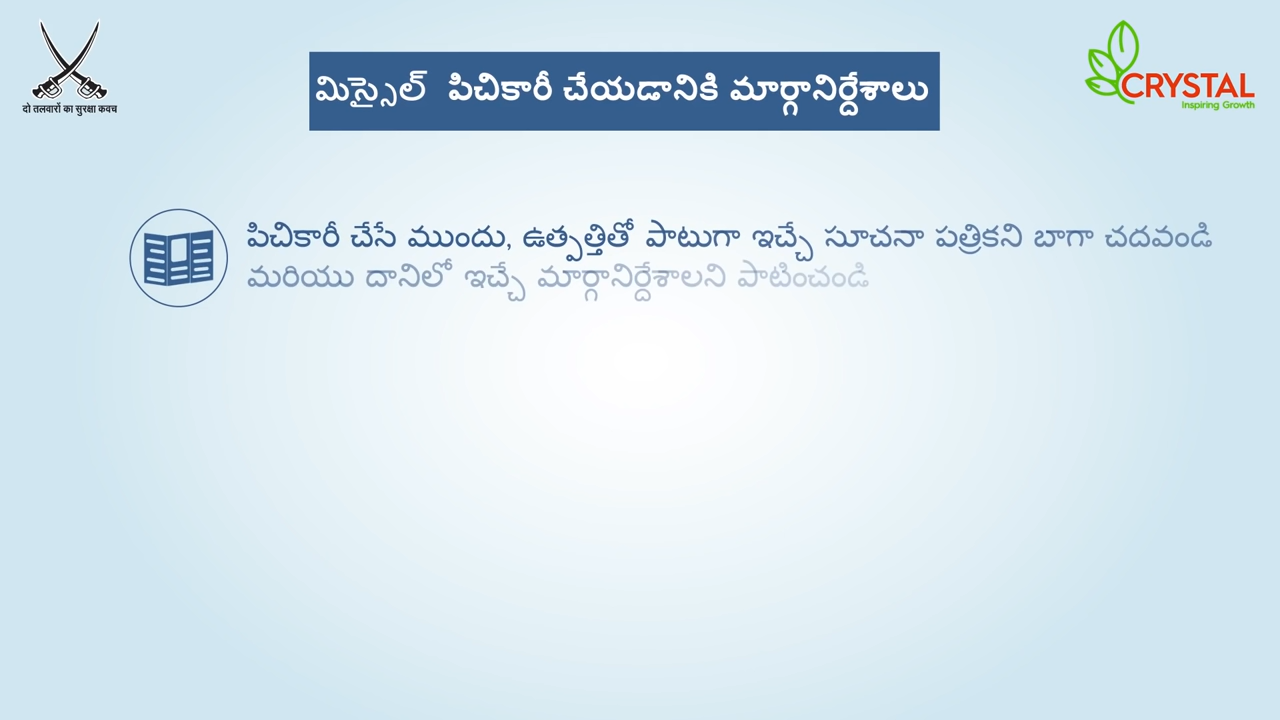 दो तलवारों का सुरक्षा कवच
మిస్సైల్ పిచికారీ చేయడానికి మార్గానిర్దేశాలు
CRYSTAL
Inspiring Growth
పిచికారీ చేసే ముందు, ఉత్పత్తితో పాటుగా ఇచ్చే సూచనా పత్రికని బాగా చదవండి
మరియు దానిలో ఇచ్చే మార్గానిర్దేశాలని పాటించండి